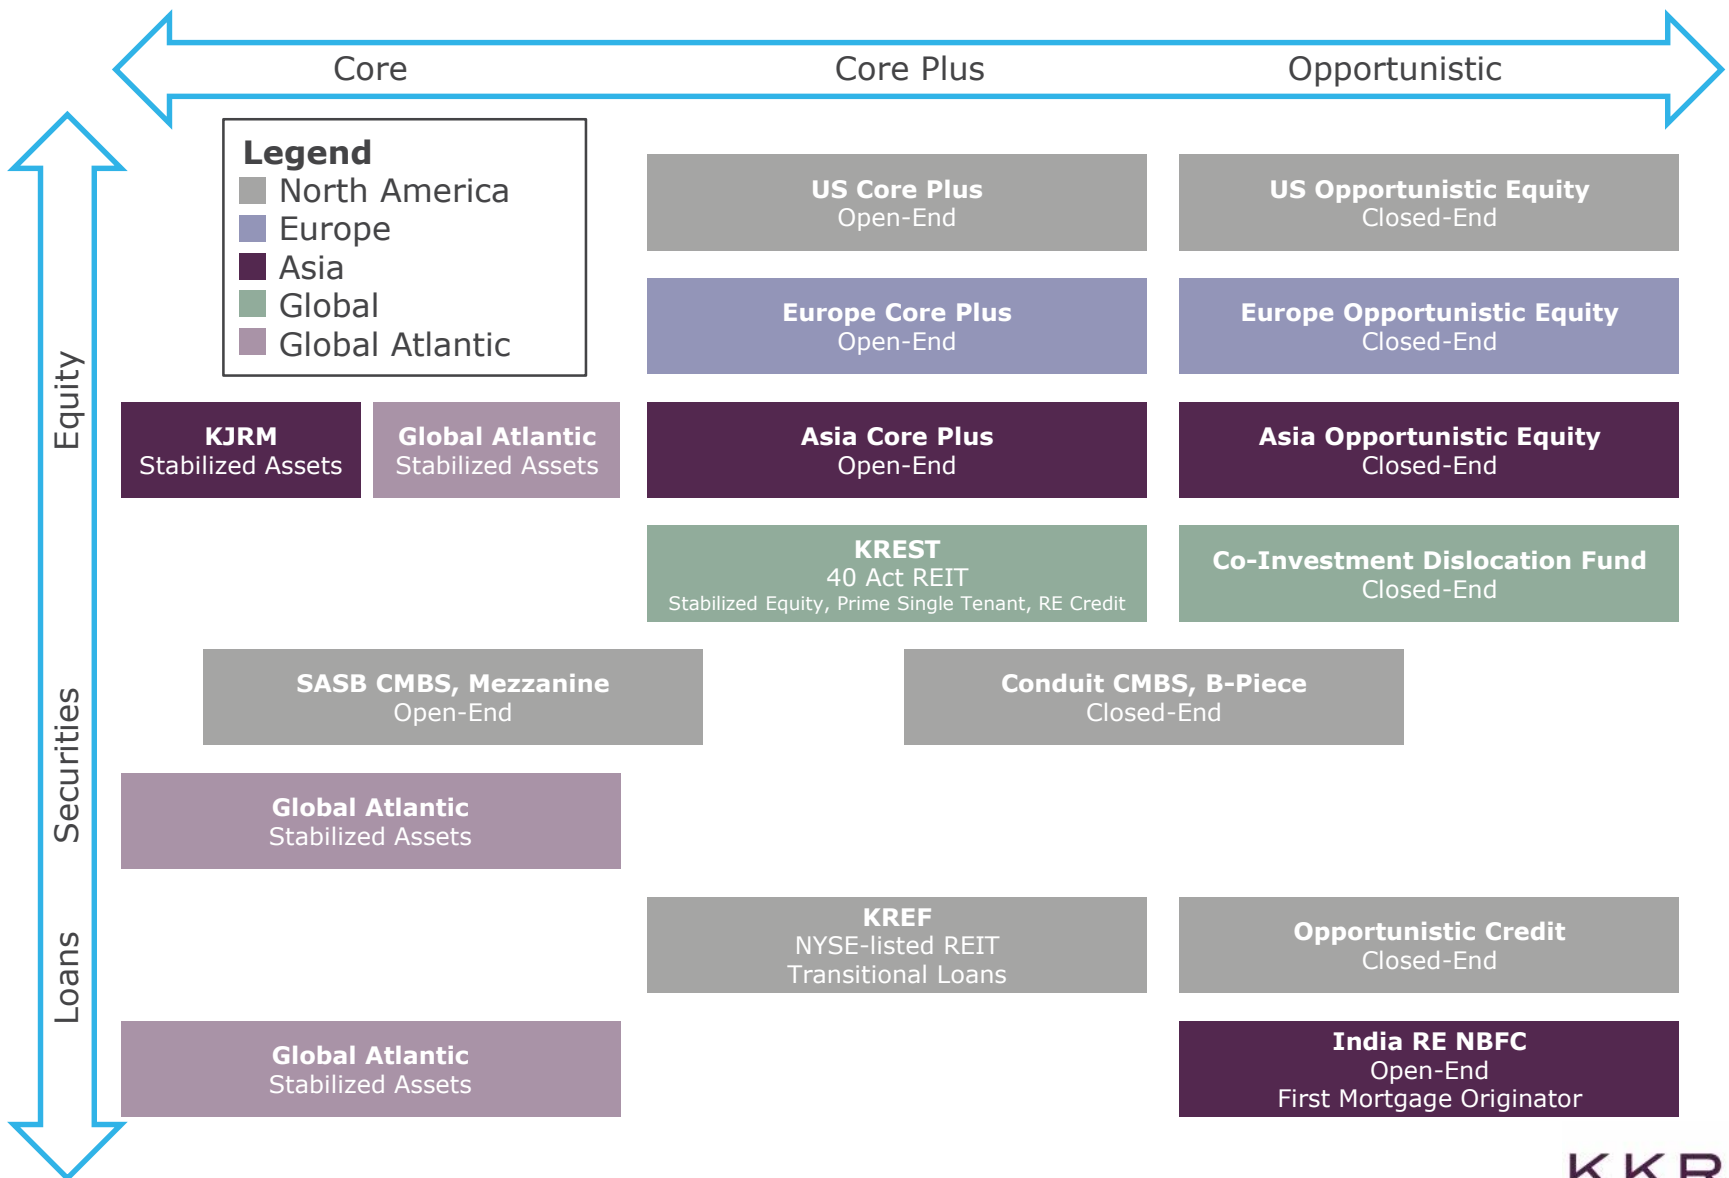 Core
Core Plus
Opportunistic
Legend
North America
Europe
Asia
Global
Global Atlantic
Equity
Securities
Loans
US Core Plus
Open-End
US Opportunistic Equity
Closed-End
Europe Core Plus
Open-End
Europe Opportunistic Equity
Closed-End
KJRM
Stabilized Assets
Global Atlantic
Stabilized Assets
Asia Core Plus
Open-End
Asia Opportunistic Equity
Closed-End
KREST
40 Act REIT
Stabilized Equity, Prime Single Tenant, RE Credit
Co-Investment Dislocation Fund
Closed-End
SASB CMBS, Mezzanine
Open-End
Conduit CMBS, B-Piece
Closed-End
Global Atlantic
Stabilized Assets
KREF
NYSE-listed REIT
Transitional Loans
Opportunistic Credit
Closed-End
Global Atlantic
Stabilized Assets
India RE NBFC
Open-End
First Mortgage Originator
KKR